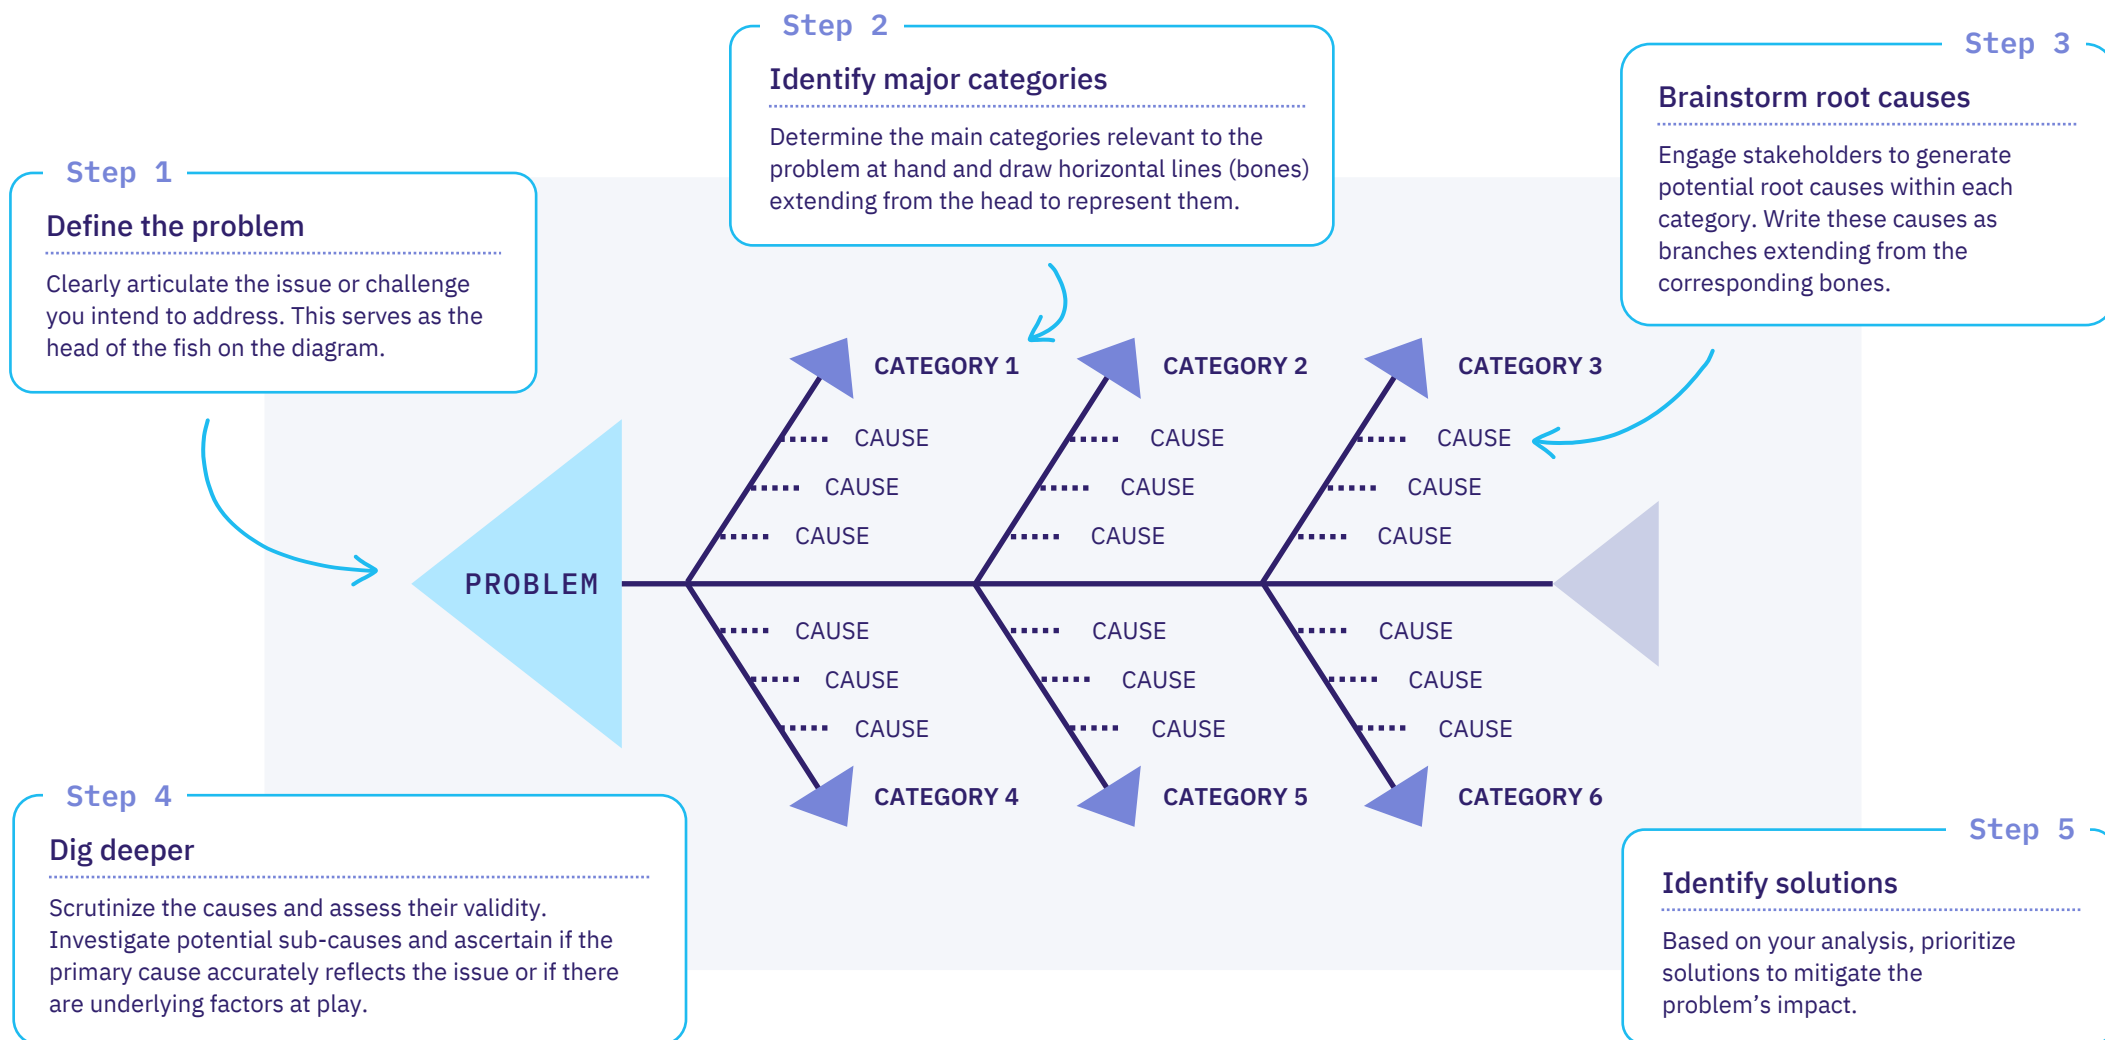 Step 1
Define the problem
Clearly articulate the issue or challenge
you intend to address. This serves as the
head of the fish on the diagram.
Step 2
Identify major categories
Determine the main categories relevant to the
problem at hand and draw horizontal lines (bones)
extending from the head to represent them.
Step 3
Brainstorm root causes
Engage stakeholders to generate
potential root causes within each
category. Write these causes as
branches extending from the
corresponding bones.
CATEGORY 1
CAUSE
CAUSE
CAUSE
CATEGORY 2
CAUSE
CAUSE
CAUSE
CATEGORY 3
CAUSE
CAUSE
CAUSE
PROBLEM
CAUSE
CAUSE
CAUSE
CATEGORY 4
CAUSE
CAUSE
CAUSE
CATEGORY 5
CAUSE
CAUSE
CAUSE
CATEGORY 6
Step 4
Dig deeper
Scrutinize the causes and assess their validity.
Investigate potential sub-causes and ascertain if the
primary cause accurately reflects the issue or if there
are underlying factors at play.
Step 5
Identify solutions
Based on your analysis, prioritize
solutions to mitigate the
problem’s impact.